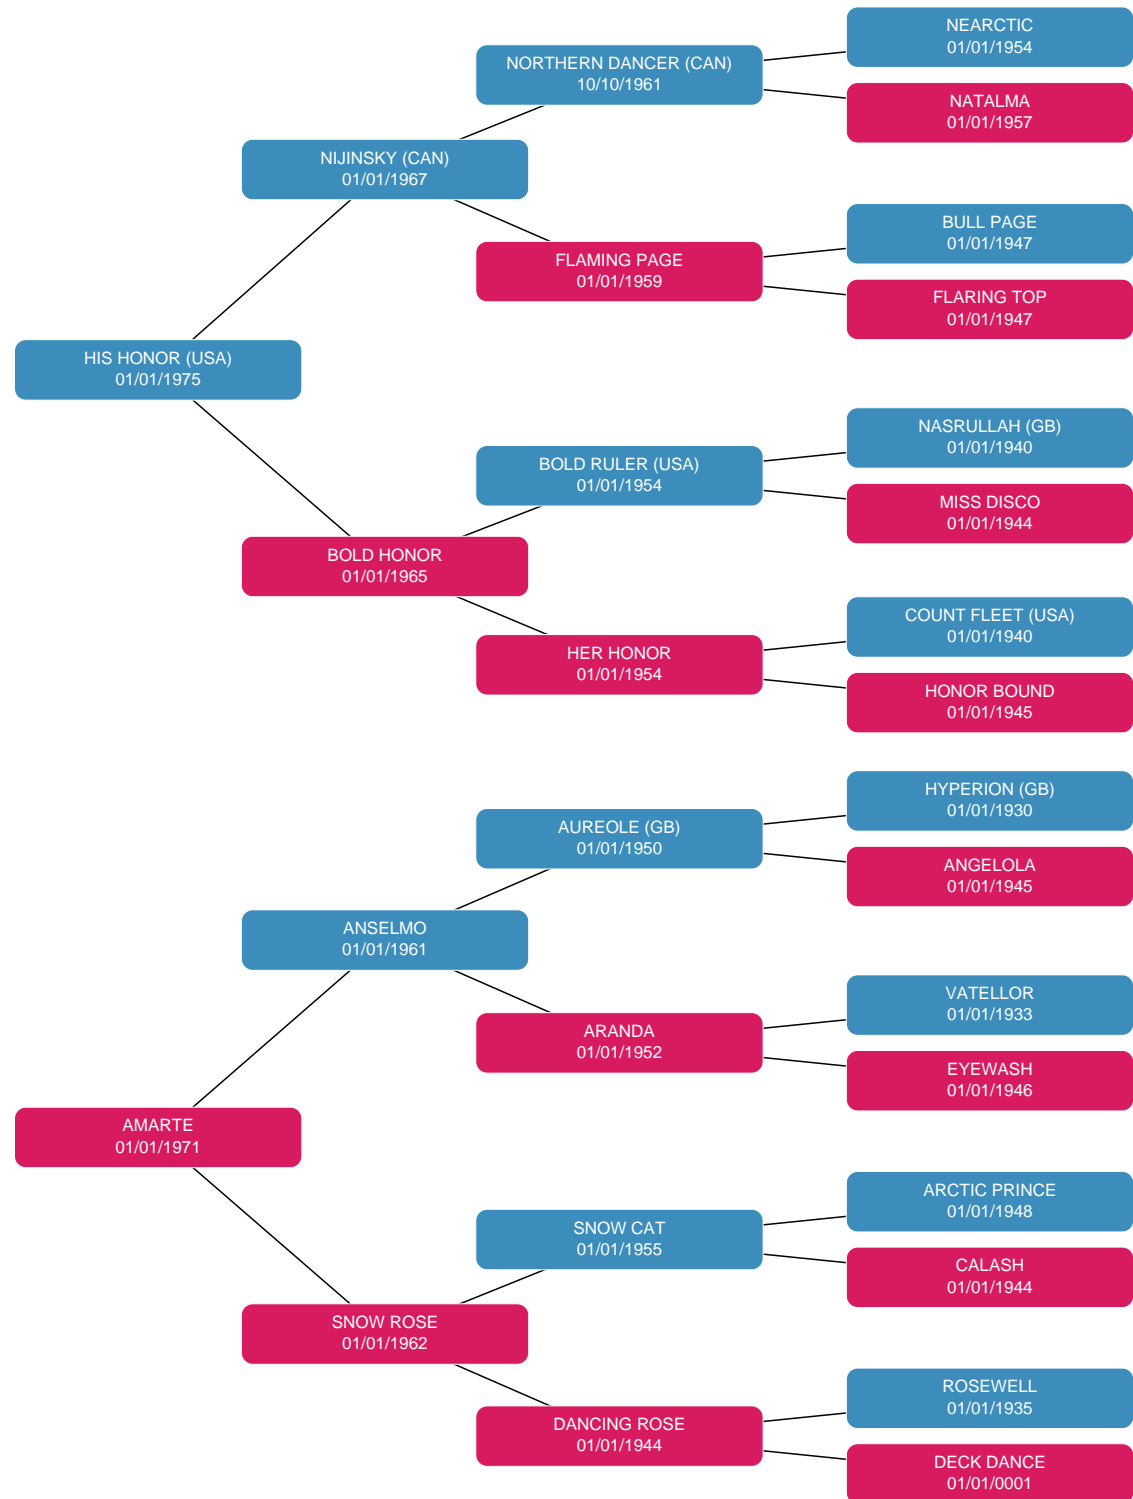 NEARCTIC
01/01/1954
NORTHERN DANCER (CAN)
10/10/1961
NATALMA
01/01/1957
NIJINSKY (CAN)
01/01/1967
BULL PAGE
01/01/1947
FLAMING PAGE
01/01/1959
FLARING TOP
01/01/1947
HIS HONOR (USA)
01/01/1975
NASRULLAH (GB)
01/01/1940
BOLD RULER (USA)
01/01/1954
MISS DISCO
01/01/1944
BOLD HONOR
01/01/1965
COUNT FLEET (USA)
01/01/1940
HER HONOR
01/01/1954
HONOR BOUND
01/01/1945
HYPERION (GB)
01/01/1930
AUREOLE (GB)
01/01/1950
ANGELOLA
01/01/1945
ANSELMO
01/01/1961
VATELLOR
01/01/1933
ARANDA
01/01/1952
EYEWASH
01/01/1946
AMARTE
01/01/1971
ARCTIC PRINCE
01/01/1948
SNOW CAT
01/01/1955
CALASH
01/01/1944
SNOW ROSE
01/01/1962
ROSEWELL
01/01/1935
DANCING ROSE
01/01/1944
DECK DANCE
01/01/0001